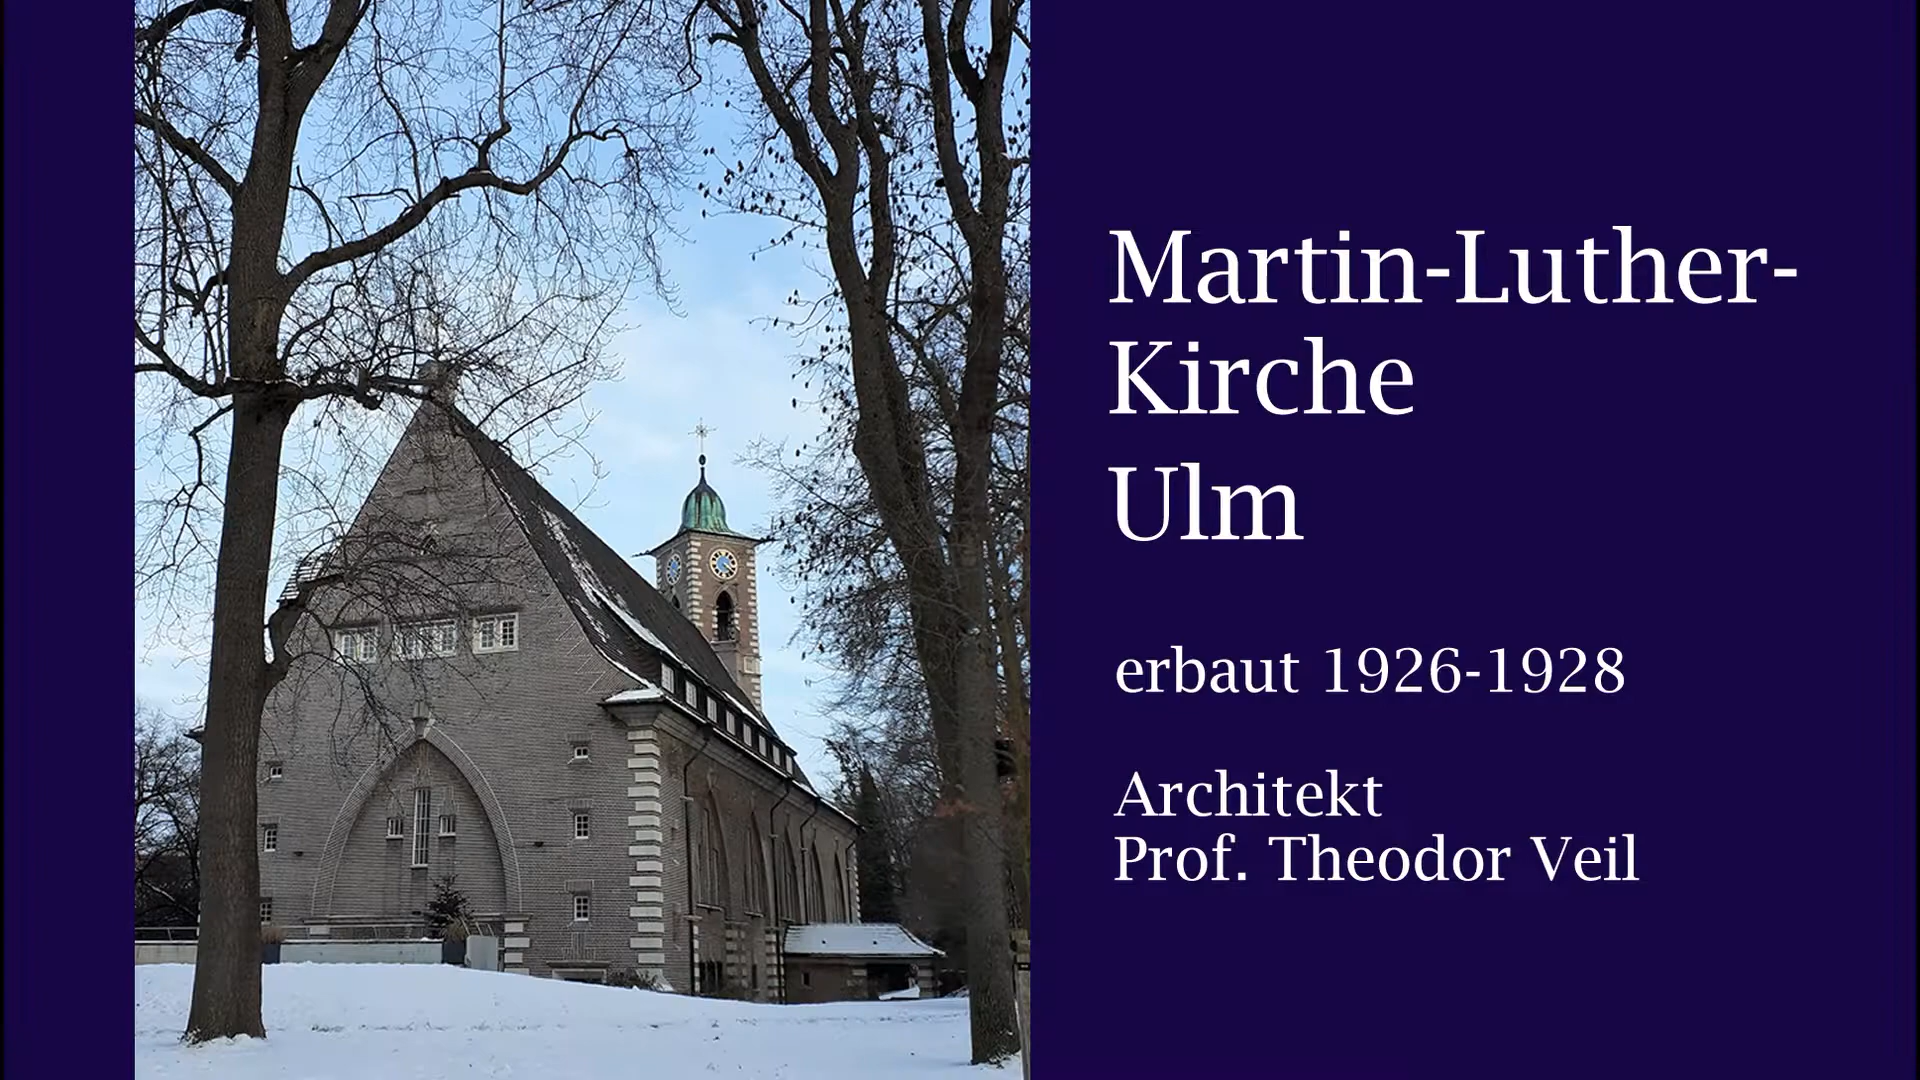 Martin-Luther-
Kirche
Ulm
erbaut 1926-1928
Architekt
Prof. Theodor Veil